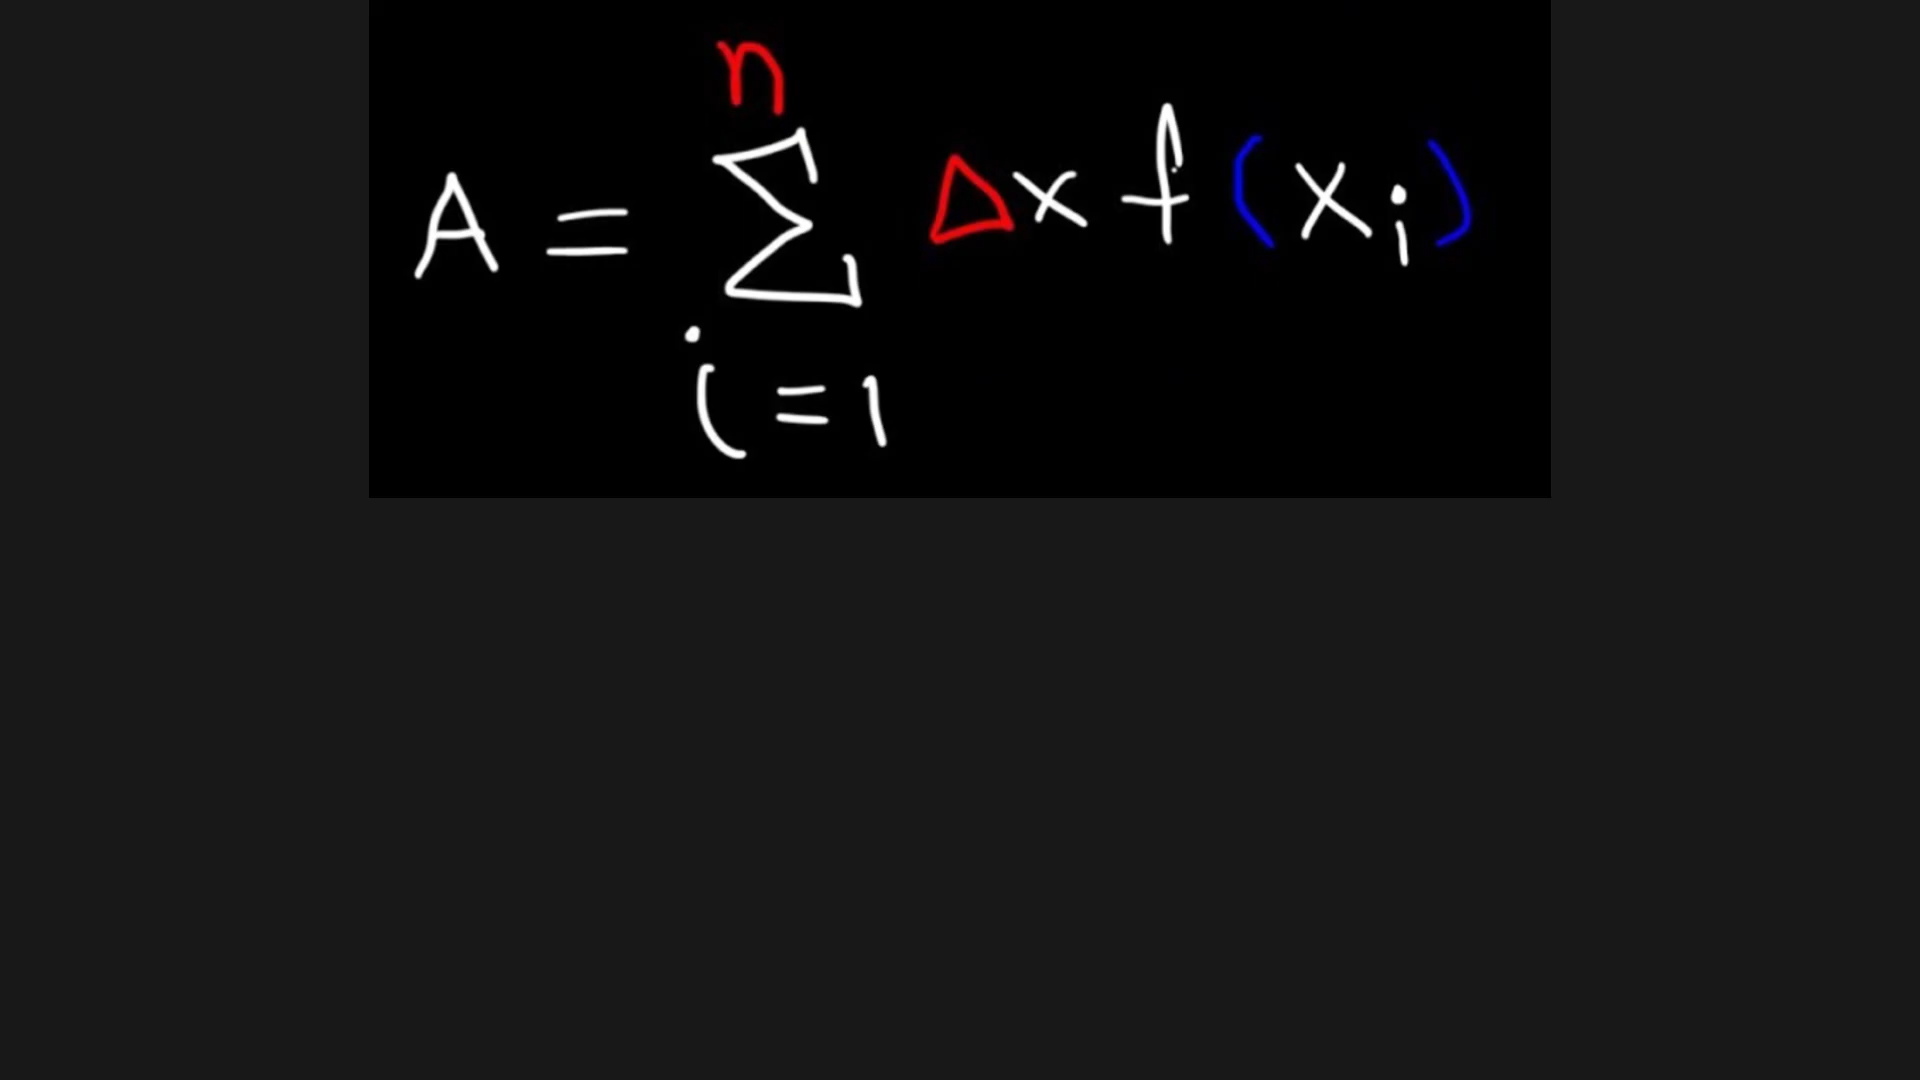 n
A = ∑ Δx f(xᵢ)
i = 1